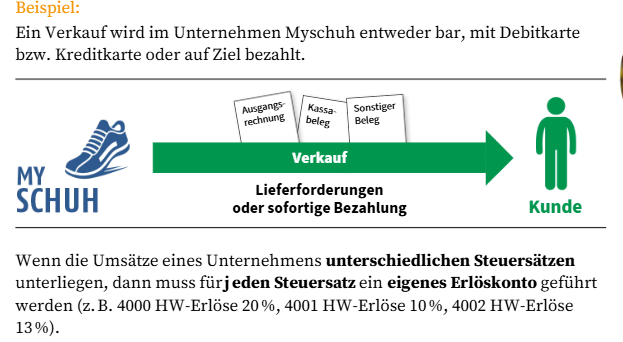 Beispiel:
Ein Verkauf wird im Unternehmen Myschuh entweder bar, mit Debitkarte
bzw. Kreditkarte oder auf Ziel bezahlt.
Ausgangs-
rechnung
Kassa-
beleg
Sonstiger
Beleg
Verkauf
MY
SCHUH
Lieferforderungen
oder sofortige Bezahlung
Kunde
Wenn die Umsätze eines Unternehmens unterschiedlichen Steuersätzen
unterliegen, dann muss für jeden Steuersatz ein eigenes Erlöskonto geführt
werden (z. B. 4000 HW-Erlöse 20 %, 4001 HW-Erlöse 10 %, 4002 HW-Erlöse
13 %).